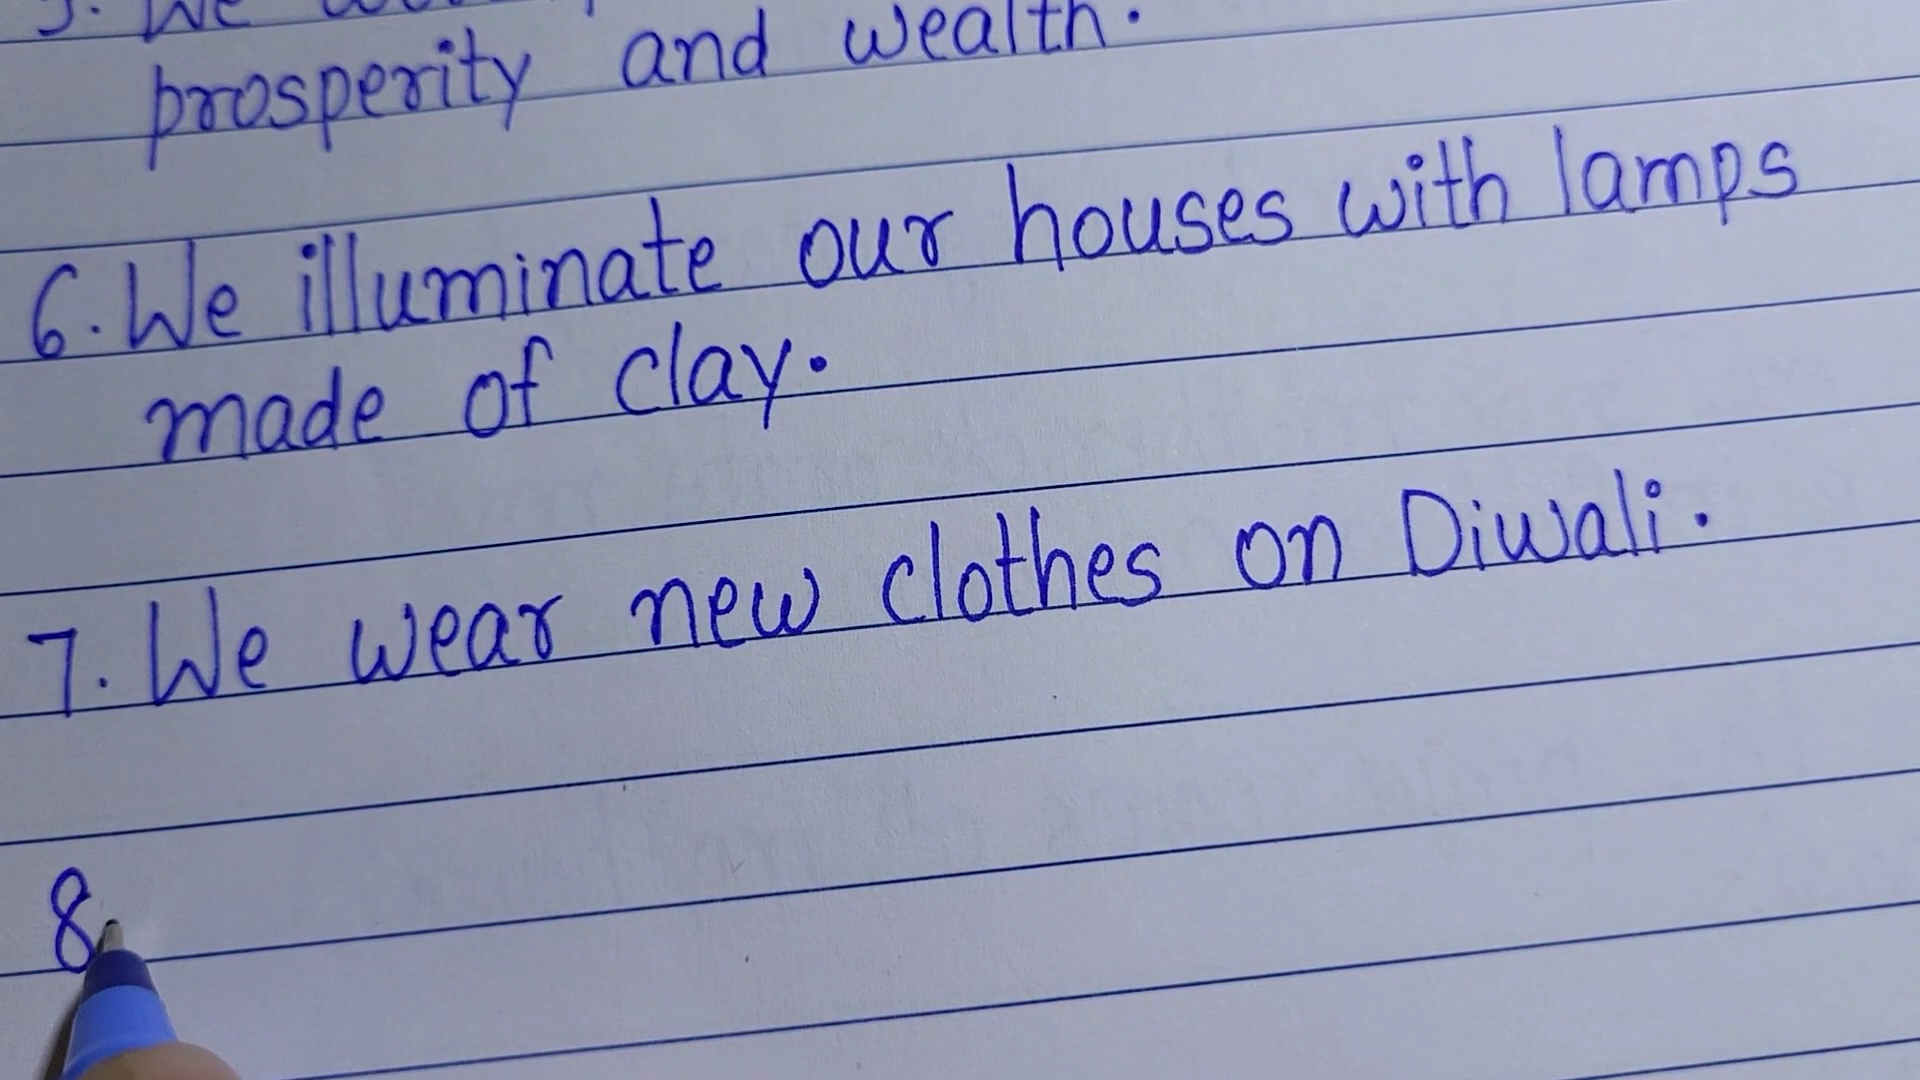 We
prosperity and wealth.
6. We illuminate our houses with lamps
made of clay.
7. We wear new clothes on Diwali.
8.